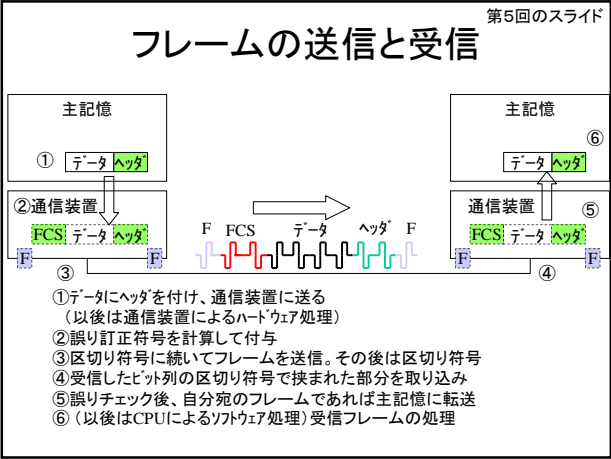 第5回のスライド
フレームの送信と受信
主記憶
主記憶
⑥
① ﾃﾞｰﾀ ﾍｯﾀﾞ
ﾃﾞｰﾀ ﾍｯﾀﾞ
②通信装置
通信装置 ⑤
FCS ﾃﾞｰﾀ ﾍｯﾀﾞ
F FCS ﾃﾞｰﾀ ﾍｯﾀﾞ F
FCS ﾃﾞｰﾀ ﾍｯﾀﾞ
F ③ F
F ④ F
①ﾃﾞｰﾀにﾍｯﾀﾞを付け、通信装置に送る
（以後は通信装置によるﾊｰﾄﾞｳｪｱ処理）
②誤り訂正符号を計算して付与
③区切り符号に続いてフレームを送信。その後は区切り符号
④受信したﾋﾞｯﾄ列の区切り符号で挟まれた部分を取り込み
⑤誤りチェック後、自分宛のフレームであれば主記憶に転送
⑥（以後はCPUによるｿﾌﾄｳｪｱ処理）受信フレームの処理